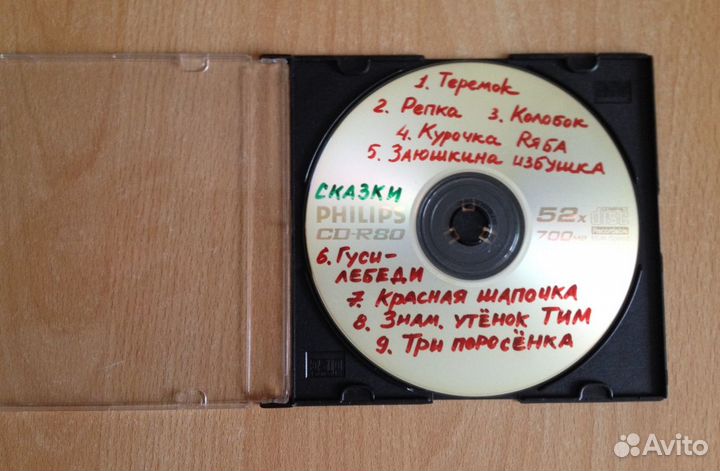 1. Теремок
2. Репка 3. Колобок
4. Курочка Ряба
5. Заюшкина избушка
СКАЗКИ
PHILIPS 52x
CD-R80 700MB
6. Гуси-
ЛЕБЕДИ
7. Красная шапочка
8. Знам. утёнок ТИМ
9. Три поросёнка
Avito